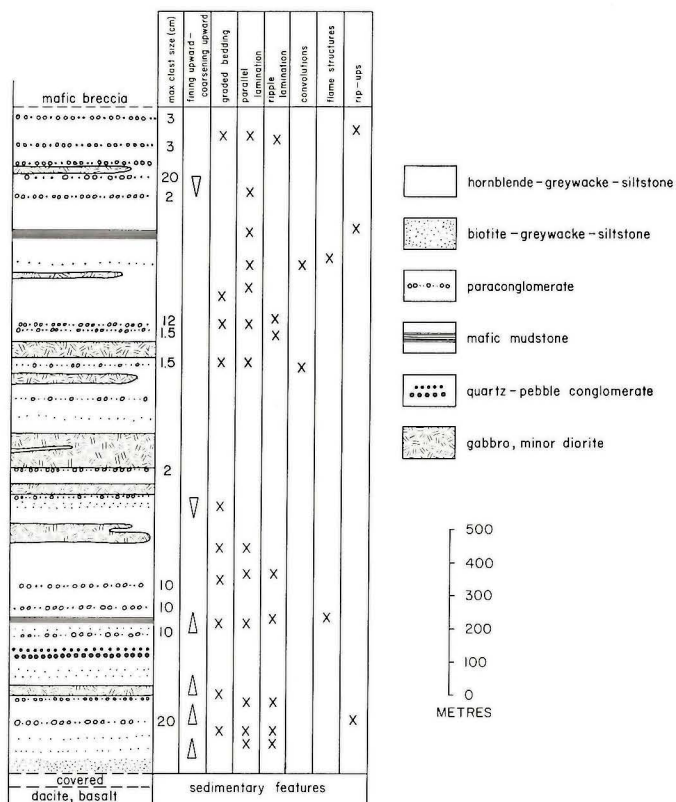 max clast size (cm)
fining upward –
coarsening upward
graded bedding
parallel
lamination
ripple
lamination
convolutions
flame structures
rip-ups
mafic breccia
3
3
20
2
12
1.5
1.5
2
10
10
10
20
X X X X
X
X X
X X X
X
X
X X X
X
X X X
X
X X
X X X
X X X X
X
X X
X
X X X
X X
covered
dacite, basalt
sedimentary features
hornblende-greywacke-siltstone
biotite-greywacke-siltstone
paraconglomerate
mafic mudstone
quartz-pebble conglomerate
gabbro, minor diorite
500
400
300
200
100
0
METRES